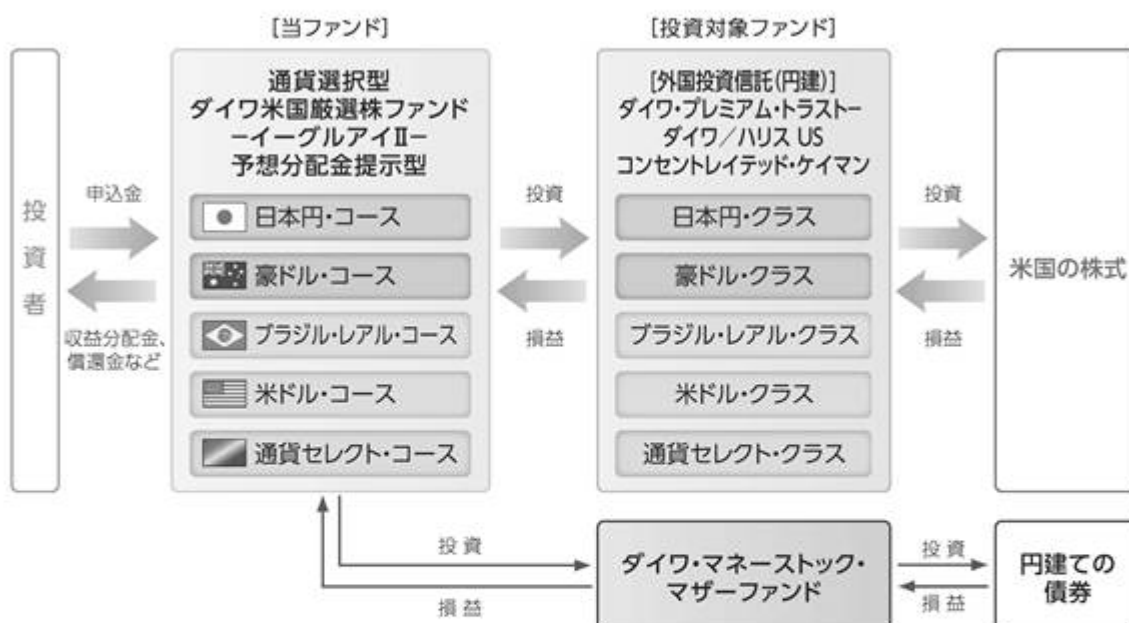 [当ファンド]
[投資対象ファンド]
投資者
申込金
収益分配金、
償還金など
通貨選択型
ダイワ米国厳選株ファンド
－イーグルアイⅡ－
予想分配金提示型
日本円・コース
豪ドル・コース
ブラジル・レアル・コース
米ドル・コース
通貨セレクト・コース
投資
損益
[外国投資信託(円建)]
ダイワ・プレミアム・トラスト－
ダイワ／ハリス US
コンセントレイテッド・ケイマン
日本円・クラス
豪ドル・クラス
ブラジル・レアル・クラス
米ドル・クラス
通貨セレクト・クラス
投資
損益
米国の株式
投資
損益
ダイワ・マネーストック・
マザーファンド
投資
損益
円建ての
債券